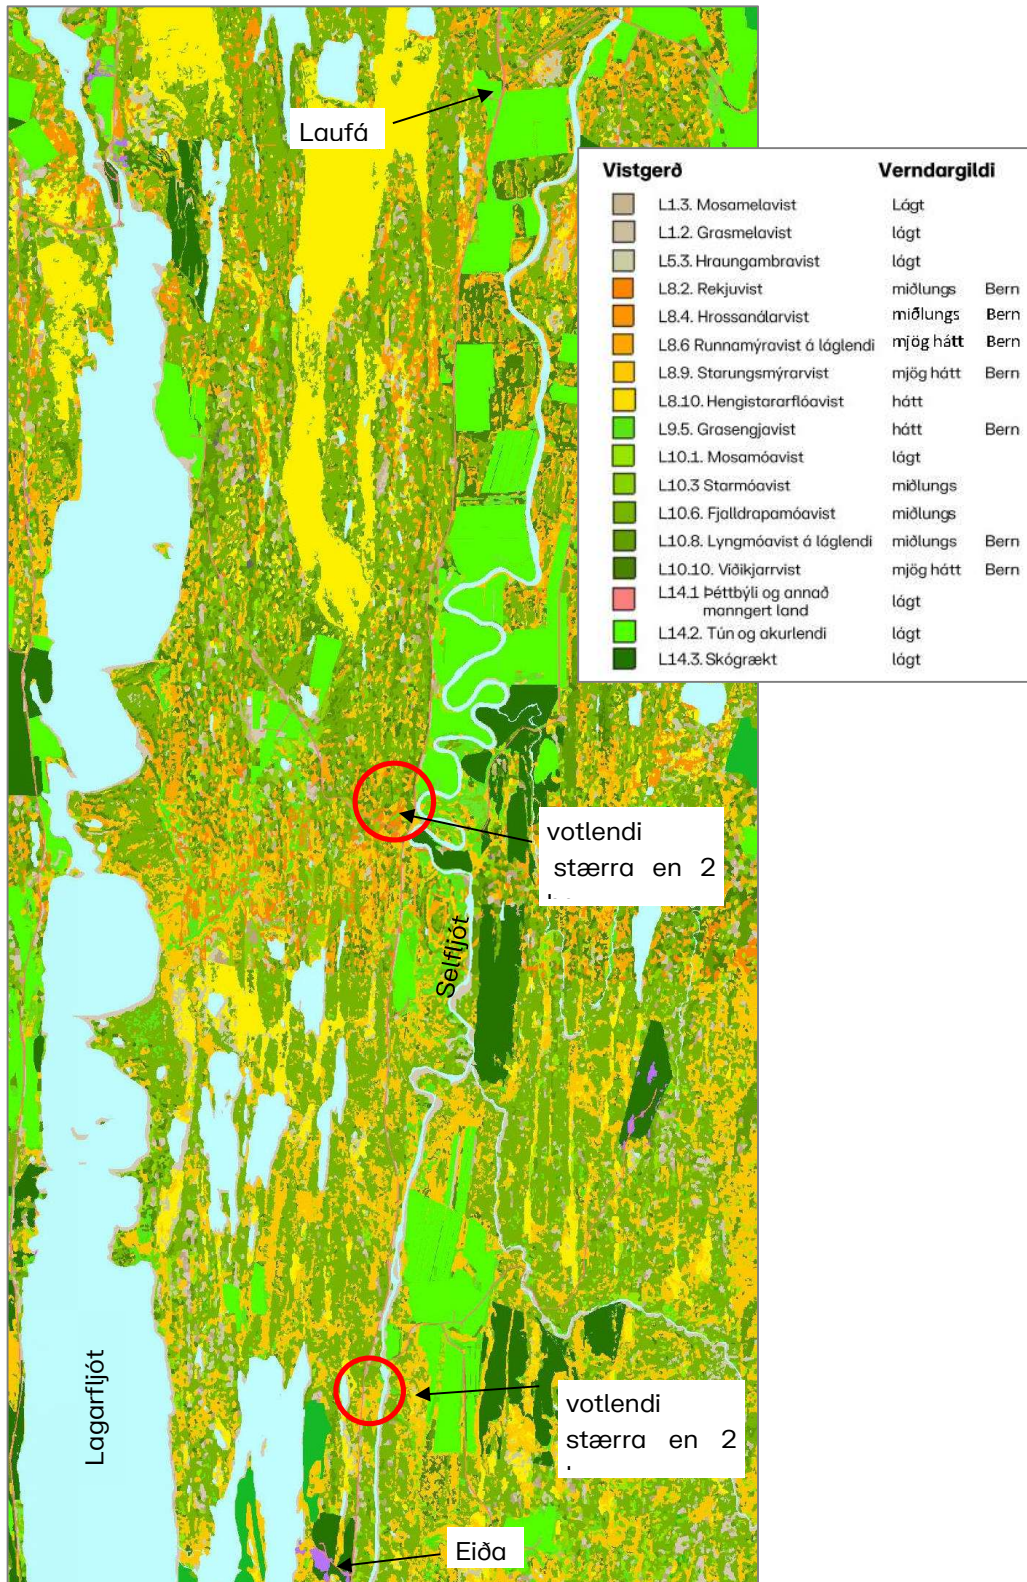 Laufá
Vistgerð Verndargildi
L1.3. Mosamelavist Lágt
L1.2. Grasmelavist lágt
L5.3. Hraungambravist lágt
L8.2. Rekjuvist miðlungs Bern
L8.4. Hrossanálarvist miðlungs Bern
L8.6 Runnamýravist á láglendi mjög hátt Bern
L8.9. Starungsmýrarvist mjög hátt Bern
L8.10. Hengistararflóavist hátt
L9.5. Grasengjavist hátt Bern
L10.1. Mosamóavist lágt
L10.3 Starmóavist miðlungs
L10.6. Fjalldrapamóavist miðlungs
L10.8. Lyngmóavist á láglendi miðlungs Bern
L10.10. Víðikjarrvist mjög hátt Bern
L14.1 Þéttbýli og annað
manngert land lágt
L14.2. Tún og akurlendi lágt
L14.3. Skógrækt lágt
votlendi
stærra en 2
Selfljót
Lagarfljót
votlendi
stærra en 2
Eiða